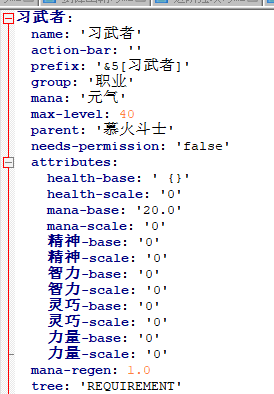 习武者:
name: '习武者'
action-bar: ''
prefix: '&5[习武者]'
group: '职业'
mana: '元气'
max-level: 40
parent: '慕火斗士'
needs-permission: 'false'
attributes:
health-base: ' {}'
health-scale: '0'
mana-base: '20.0'
mana-scale: '0'
精神-base: '0'
精神-scale: '0'
智力-base: '0'
智力-scale: '0'
灵巧-base: '0'
灵巧-scale: '0'
力量-base: '0'
力量-scale: '0'
mana-regen: 1.0
tree: 'REQUIREMENT'